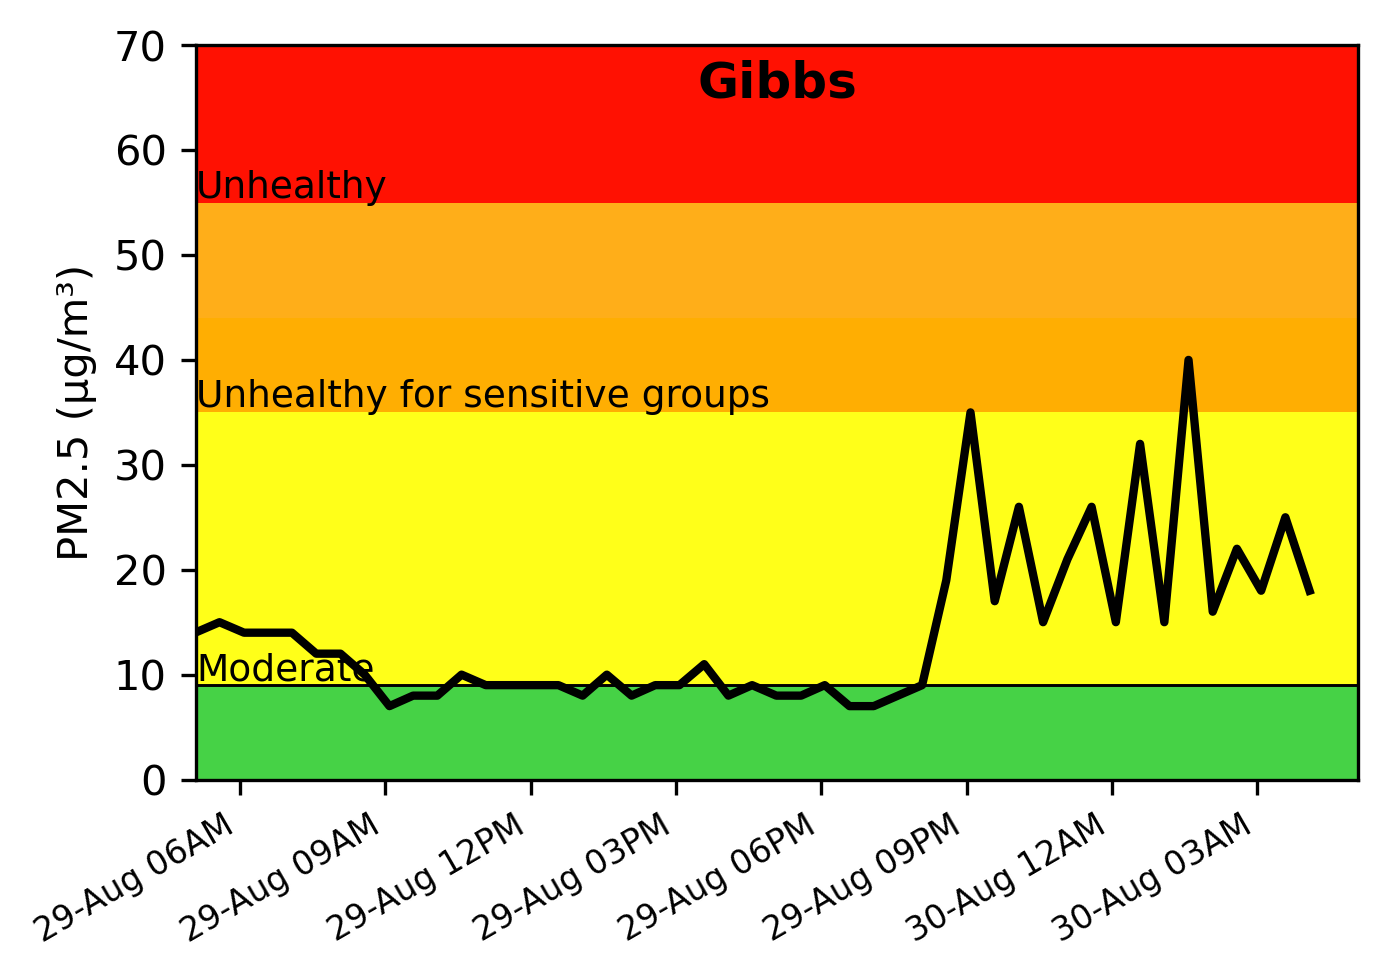 Gibbs
PM2.5 (µg/m³)
70
60
50
40
30
20
10
0
Unhealthy
Unhealthy for sensitive groups
Moderate
29-Aug 06AM
29-Aug 09AM
29-Aug 12PM
29-Aug 03PM
29-Aug 06PM
29-Aug 09PM
30-Aug 12AM
30-Aug 03AM